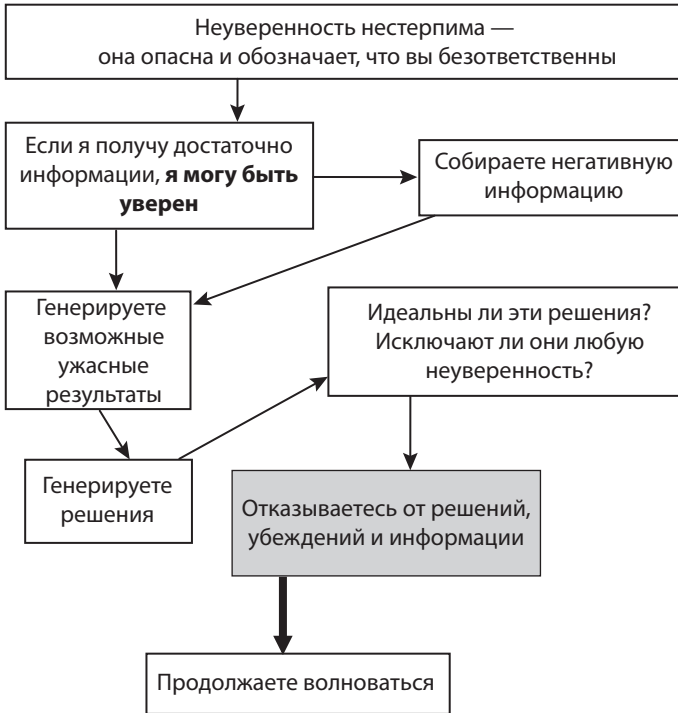 Неуверенность нестерпима —
она опасна и обозначает, что вы безответственны
Если я получу достаточно
информации, я могу быть
уверен
Собираете негативную
информацию
Генерируете
возможные
ужасные
результаты
Идеальны ли эти решения?
Исключают ли они любую
неуверенность?
Генерируете
решения
Отказываетесь от решений,
убеждений и информации
Продолжаете волноваться